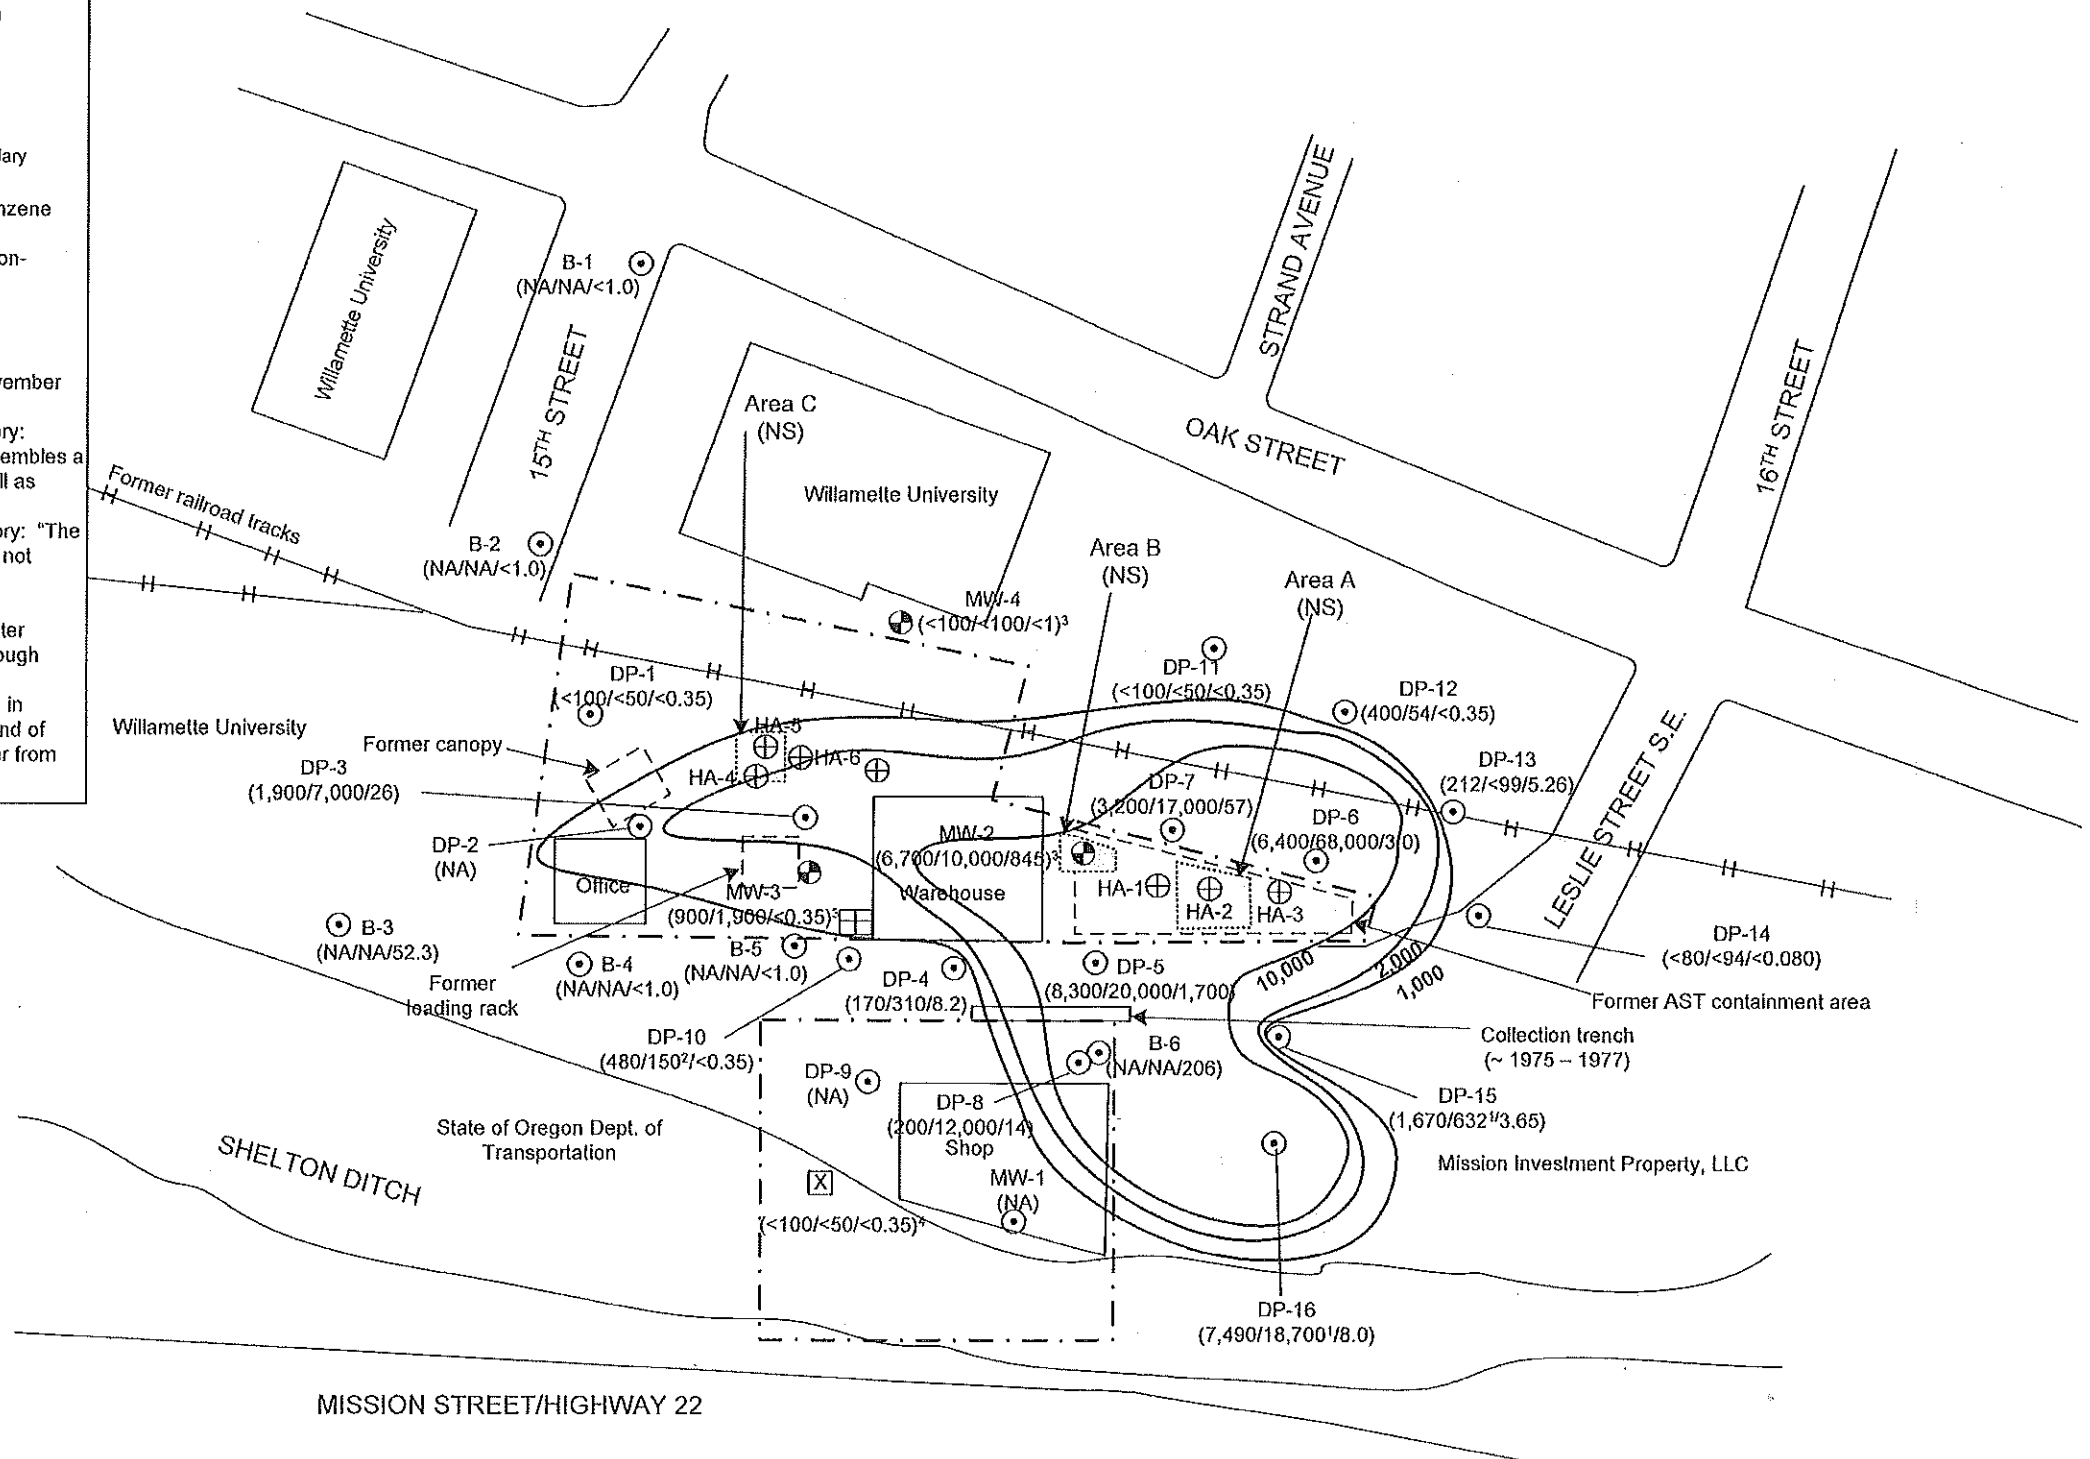 nzene
on-
vember
ry:
embles a
ll as
ory: "The
not
ter
ough
in
nd of
r from
Willamette University
B-1
(NA/NA/<1.0)
15TH STREET
STRAND AVENUE
OAK STREET
16TH STREET
Area C
(NS)
Willamette University
Former railroad tracks
B-2
(NA/NA/<1.0)
Area B
(NS)
Area A
(NS)
MW-4
(<100/<100/<1)³
DP-1
(<100/<50/<0.35)
DP-11
(<100/<50/<0.35)
DP-12
(400/54/<0.35)
LESLIE STREET S.E.
Willamette University
Former canopy
HA-5
HA-4
HA-6
DP-3
(1,900/7,000/26)
DP-7
(3,200/17,000/57)
DP-13
(212/<99/5.26)
DP-6
(6,400/68,000/3.0)
DP-2
(NA)
MW-2
(6,700/10,000/845)³
Office
Warehouse
MW-3
(900/1,900/<0.35)³
HA-1
HA-2
HA-3
B-3
(NA/NA/52.3)
B-4
(NA/NA/<1.0)
B-5
(NA/NA/<1.0)
DP-4
(170/310/8.2)
DP-5
(8,300/20,000/1,700)
10,000
2,000
1,000
DP-14
(<80/<94/<0.080)
Former
loading rack
Former AST containment area
DP-10
(480/150²/<0.35)
Collection trench
(~ 1975 – 1977)
B-6
(NA/NA/206)
DP-9
(NA)
DP-8
(200/12,000/14)
Shop
DP-15
(1,670/632¹/3.65)
State of Oregon Dept. of
Transportation
SHELTON DITCH
Mission Investment Property, LLC
X
(<100/<50/<0.35)⁴
MW-1
(NA)
DP-16
(7,490/18,700¹/8.0)
MISSION STREET/HIGHWAY 22